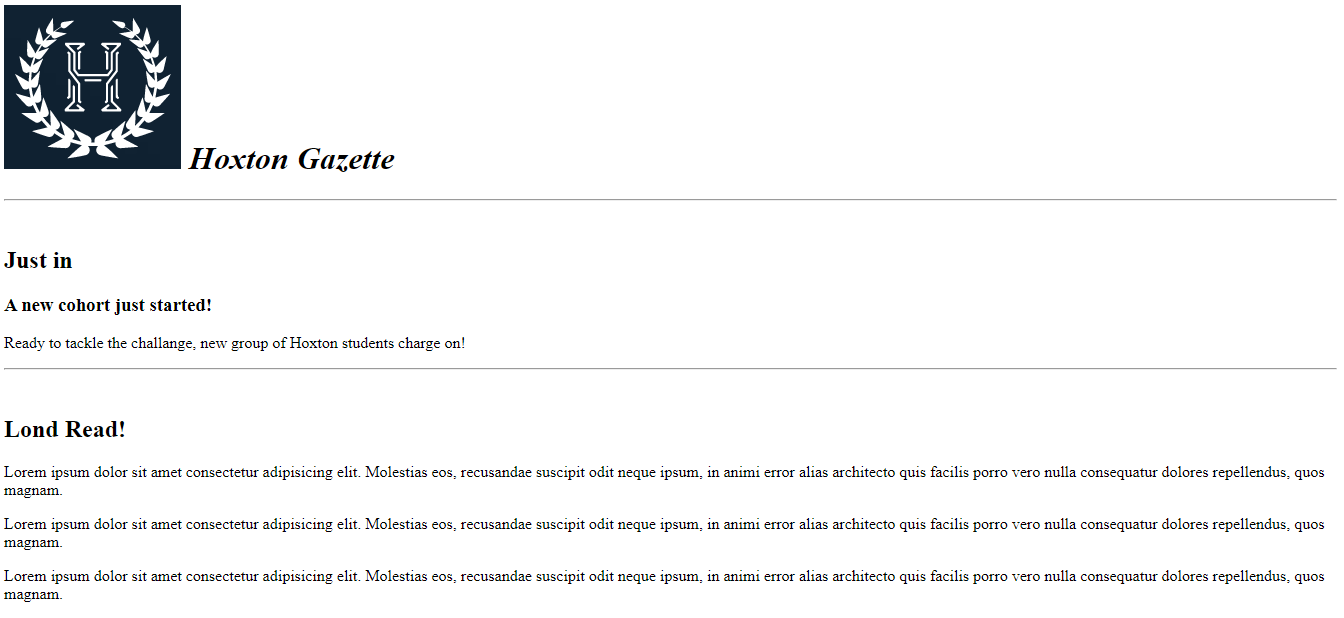 H
Hoxton Gazette
Just in
A new cohort just started!
Ready to tackle the challange, new group of Hoxton students charge on!
Lond Read!
Lorem ipsum dolor sit amet consectetur adipisicing elit. Molestias eos, recusandae suscipit odit neque ipsum, in animi error alias architecto quis facilis porro vero nulla consequatur dolores repellendus, quos
magnam.
Lorem ipsum dolor sit amet consectetur adipisicing elit. Molestias eos, recusandae suscipit odit neque ipsum, in animi error alias architecto quis facilis porro vero nulla consequatur dolores repellendus, quos
magnam.
Lorem ipsum dolor sit amet consectetur adipisicing elit. Molestias eos, recusandae suscipit odit neque ipsum, in animi error alias architecto quis facilis porro vero nulla consequatur dolores repellendus, quos
magnam.